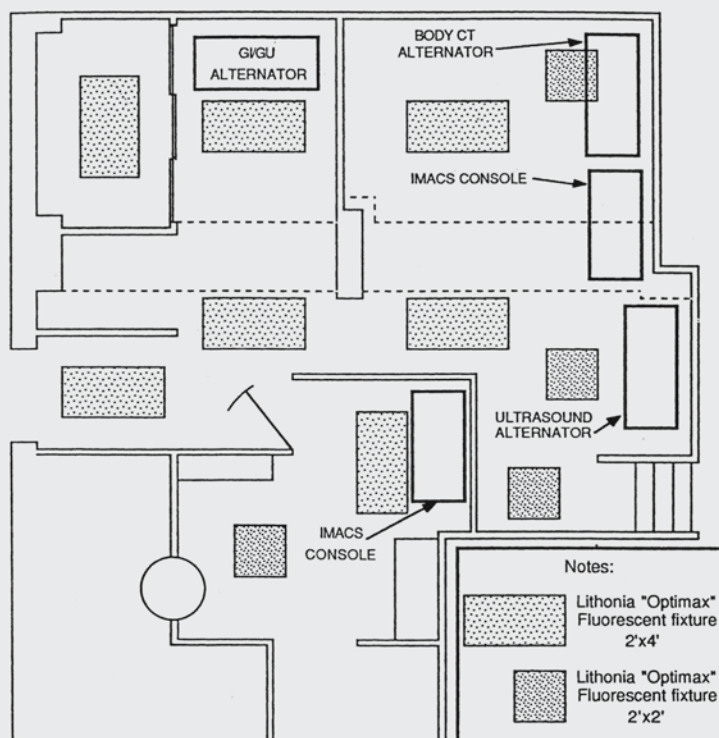 BODY CT
ALTERNATOR
GI/GU
ALTERNATOR
IMACS CONSOLE
ULTRASOUND
ALTERNATOR
IMACS
CONSOLE
Notes:
Lithonia "Optimax"
Fluorescent fixture
2'x4'
Lithonia "Optimax"
Fluorescent fixture
2'x2'